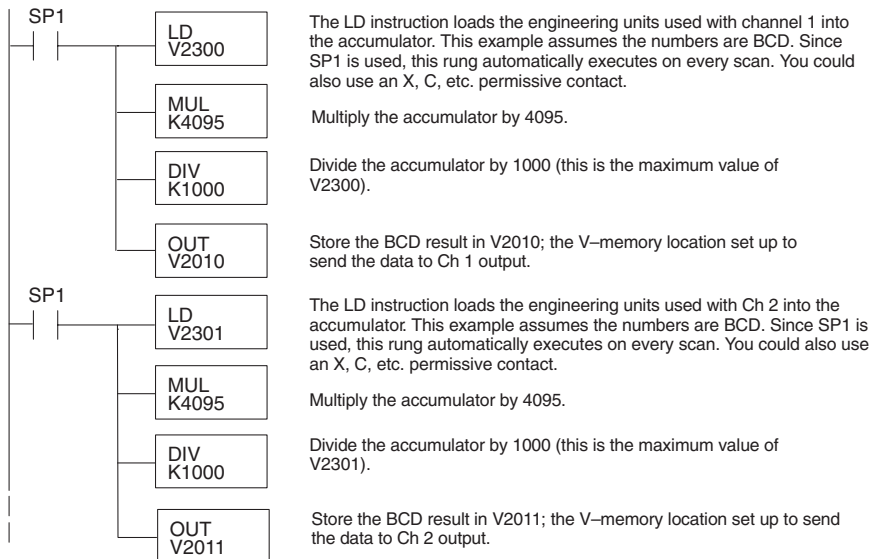 SP1
LD
V2300
The LD instruction loads the engineering units used with channel 1 into
the accumulator. This example assumes the numbers are BCD. Since
SP1 is used, this rung automatically executes on every scan. You could
also use an X, C, etc. permissive contact.
MUL
K4095
Multiply the accumulator by 4095.
DIV
K1000
Divide the accumulator by 1000 (this is the maximum value of
V2300).
OUT
V2010
Store the BCD result in V2010; the V–memory location set up to
send the data to Ch 1 output.
SP1
LD
V2301
The LD instruction loads the engineering units used with Ch 2 into the
accumulator. This example assumes the numbers are BCD. Since SP1 is
used, this rung automatically executes on every scan. You could also use
an X, C, etc. permissive contact.
MUL
K4095
Multiply the accumulator by 4095.
DIV
K1000
Divide the accumulator by 1000 (this is the maximum value of
V2301).
OUT
V2011
Store the BCD result in V2011; the V–memory location set up to send
the data to Ch 2 output.